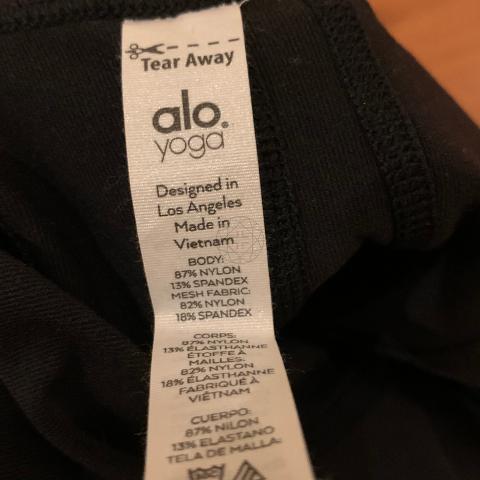 Tear Away
alo.
yoga
Designed in
Los Angeles
Made in
Vietnam
BODY:
87% NYLON
13% SPANDEX
MESH FABRIC:
82% NYLON
18% SPANDEX
CORPS:
87% NYLON
13% ÉLASTHANNE
ÉTOFFE À
MAILLES:
82% NYLON
18% ÉLASTHANNE
FABRIQUÉ À
VIÊTNAM
CUERPO:
87% NILON
13% ELASTANO
TELA DE MALLA: